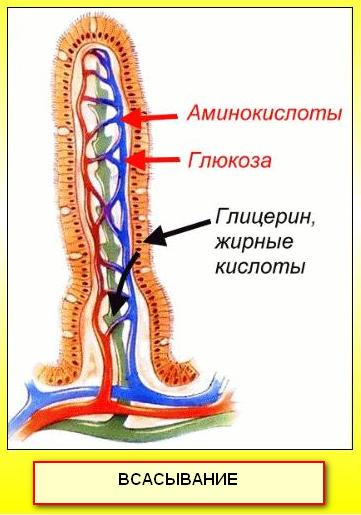 Аминокислоты
Глюкоза
Глицерин,
жирные
кислоты
ВСАСЫВАНИЕ